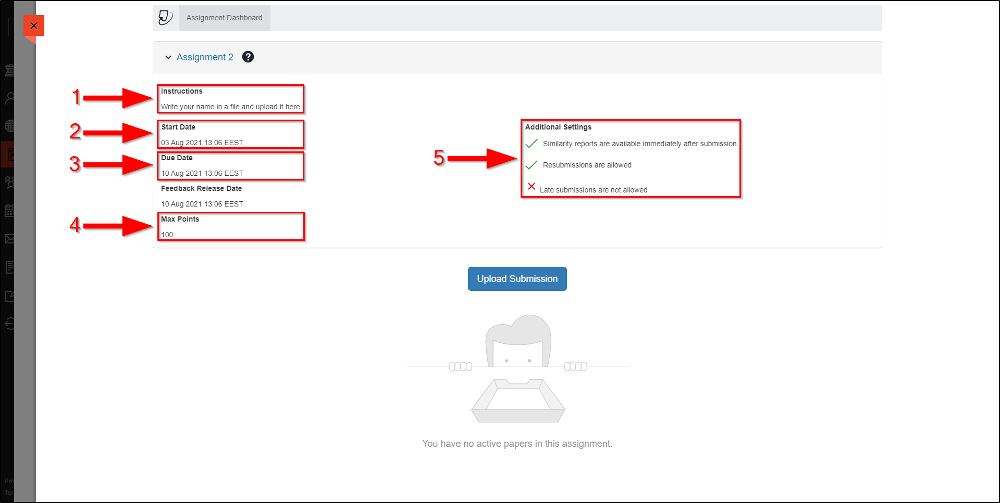 Assignment Dashboard
Assignment 2 ?
1
Instructions
Write your name in a file and upload it here
2
Start Date
03 Aug 2021 13:06 EEST
3
Due Date
10 Aug 2021 13:06 EEST
Feedback Release Date
10 Aug 2021 13:06 EEST
4
Max Points
100
5
Additional Settings
Similarity reports are available immediately after submission.
Resubmissions are allowed
Late submissions are not allowed
Upload Submission
You have no active papers in this assignment.
Pri
Ter